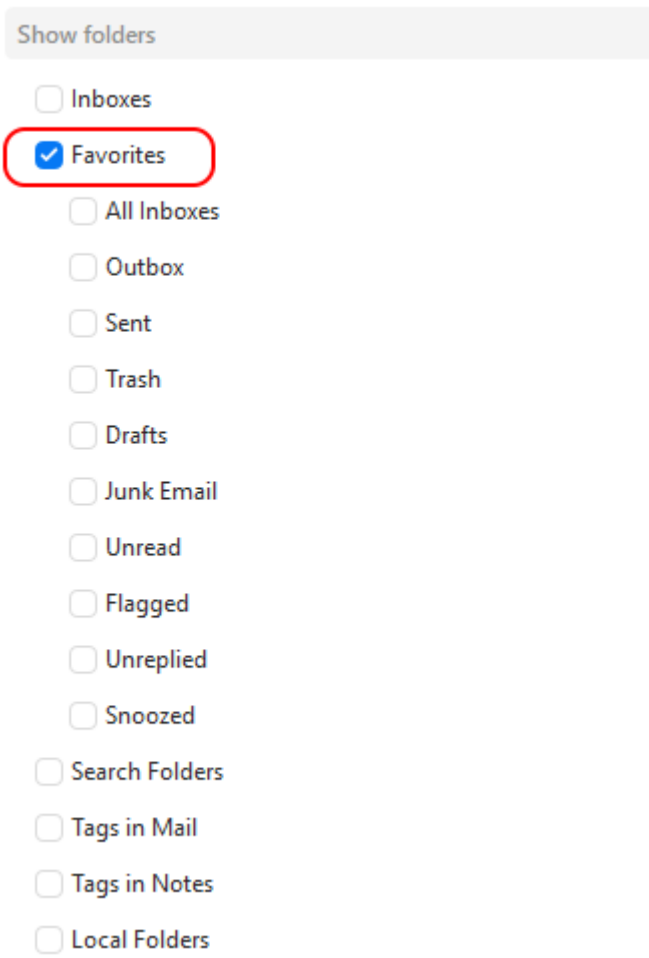 Show folders
Inboxes
Favorites
All Inboxes
Outbox
Sent
Trash
Drafts
Junk Email
Unread
Flagged
Unreplied
Snoozed
Search Folders
Tags in Mail
Tags in Notes
Local Folders